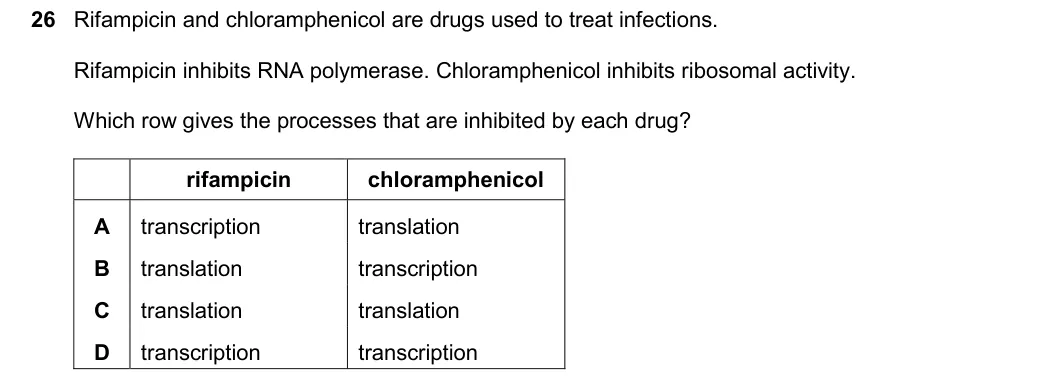 26 Rifampicin and chloramphenicol are drugs used to treat infections.
Rifampicin inhibits RNA polymerase. Chloramphenicol inhibits ribosomal activity.
Which row gives the processes that are inhibited by each drug?
rifampicin chloramphenicol
A transcription translation
B translation transcription
C translation translation
D transcription transcription